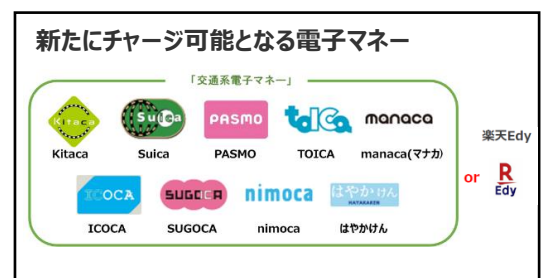 新たにチャージ可能となる電子マネー
「交通系電子マネー」
Kitaca
Suica
PASMO
TOICA
manaca
Kitaca
Suica
PASMO
TOICA
manaca(マナカ)
楽天Edy
or
R
Edy
ICOCA
SUGOCA
nimoca
はやかけん
HAYAKAKEN
ICOCA
SUGOCA
nimoca
はやかけん